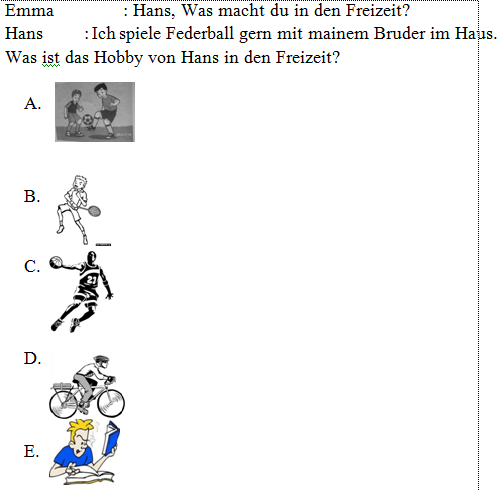 Emma : Hans, Was macht du in den Freizeit?
Hans : Ich spiele Federball gern mit mainem Bruder im Haus.
Was ist das Hobby von Hans in den Freizeit?
A.
B.
C.
21
D.
E.